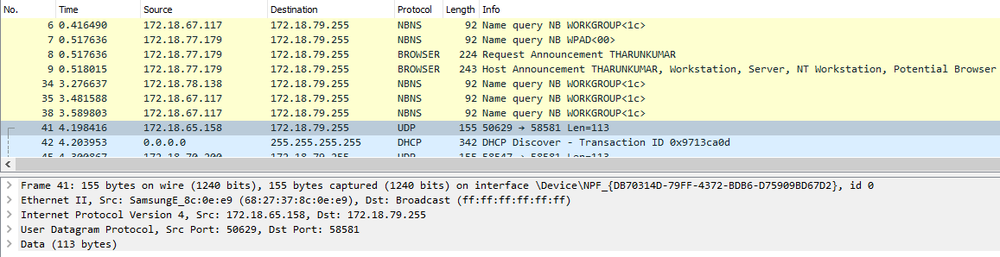 No. Time Source Destination Protocol Length Info
6 0.416490 172.18.67.117 172.18.79.255 NBNS 92 Name query NB WORKGROUP<1c>
7 0.517636 172.18.77.179 172.18.79.255 NBNS 92 Name query NB WPAD<00>
8 0.517636 172.18.77.179 172.18.79.255 BROWSER 224 Request Announcement THARUNKUMAR
9 0.518015 172.18.77.179 172.18.79.255 BROWSER 243 Host Announcement THARUNKUMAR, Workstation, Server, NT Workstation, Potential Browser
34 3.276637 172.18.78.138 172.18.79.255 NBNS 92 Name query NB WORKGROUP<1c>
35 3.481588 172.18.67.117 172.18.79.255 NBNS 92 Name query NB WORKGROUP<1c>
38 3.589803 172.18.67.117 172.18.79.255 NBNS 92 Name query NB WORKGROUP<1c>
41 4.198416 172.18.65.158 172.18.79.255 UDP 155 50629 → 58581 Len=113
42 4.203953 0.0.0.0 255.255.255.255 DHCP 342 DHCP Discover - Transaction ID 0x9713ca0d
45 4.300867 172.18.70.200 172.18.79.255 UDP 155 58547 → 58581 Len=113
Frame 41: 155 bytes on wire (1240 bits), 155 bytes captured (1240 bits) on interface \Device\NPF_{DB70314D-79FF-4372-BDB6-D75909BD67D2}, id 0
Ethernet II, Src: SamsungE_8c:0e:e9 (68:27:37:8c:0e:e9), Dst: Broadcast (ff:ff:ff:ff:ff:ff)
Internet Protocol Version 4, Src: 172.18.65.158, Dst: 172.18.79.255
User Datagram Protocol, Src Port: 50629, Dst Port: 58581
Data (113 bytes)